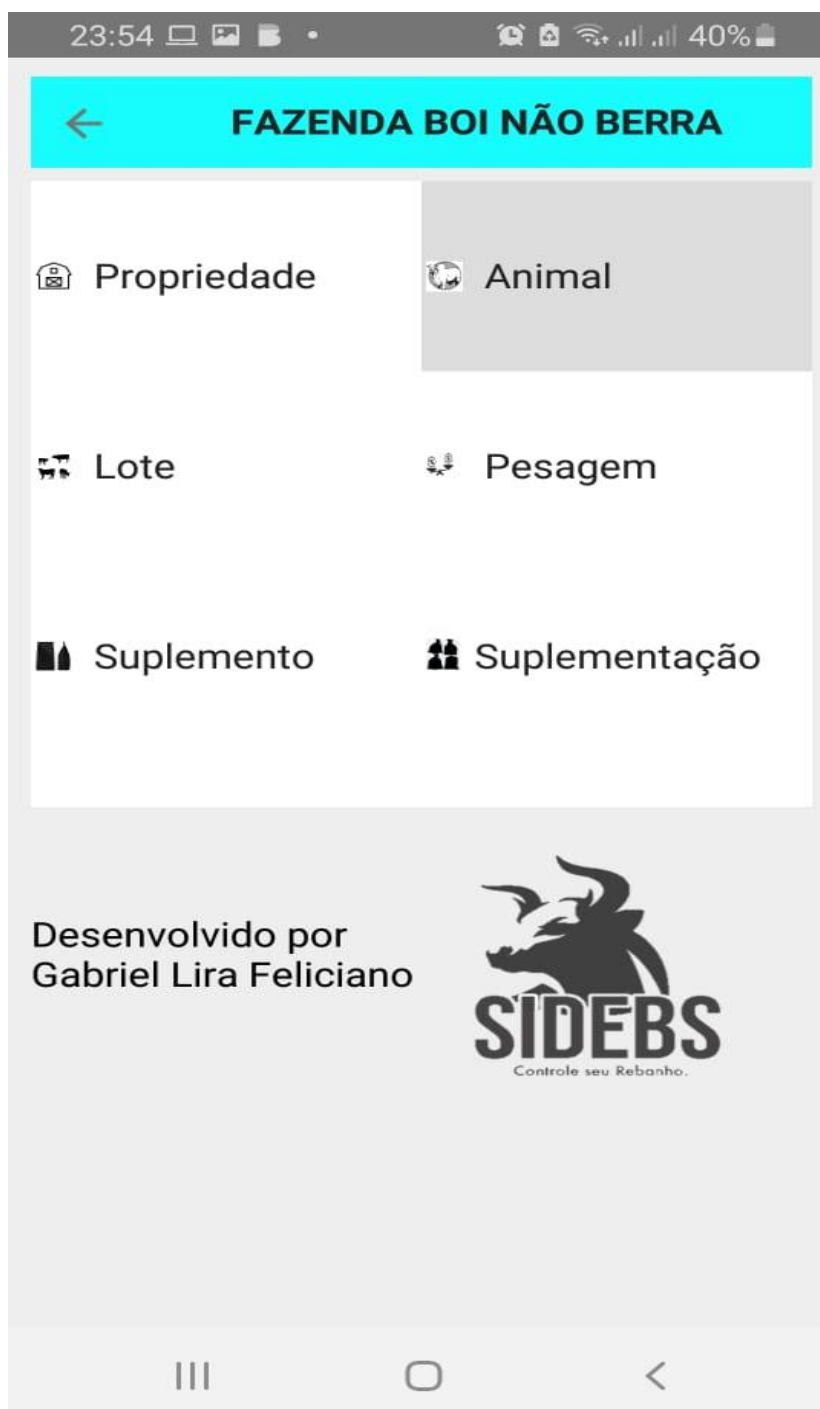 23:54
40%
FAZENDA BOI NÃO BERRA
Propriedade
Animal
Lote
Pesagem
Suplemento
Suplementação
Desenvolvido por
Gabriel Lira Feliciano
SIDEBS
Controle seu Rebanho.